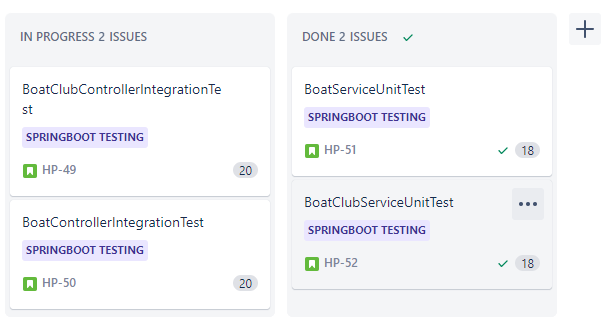 IN PROGRESS 2 ISSUES
BoatClubControllerIntegrationTe
st
SPRINGBOOT TESTING
HP-49
20
BoatControllerIntegrationTest
SPRINGBOOT TESTING
HP-50
20
DONE 2 ISSUES
BoatServiceUnitTest
SPRINGBOOT TESTING
HP-51
18
BoatClubServiceUnitTest
SPRINGBOOT TESTING
HP-52
18